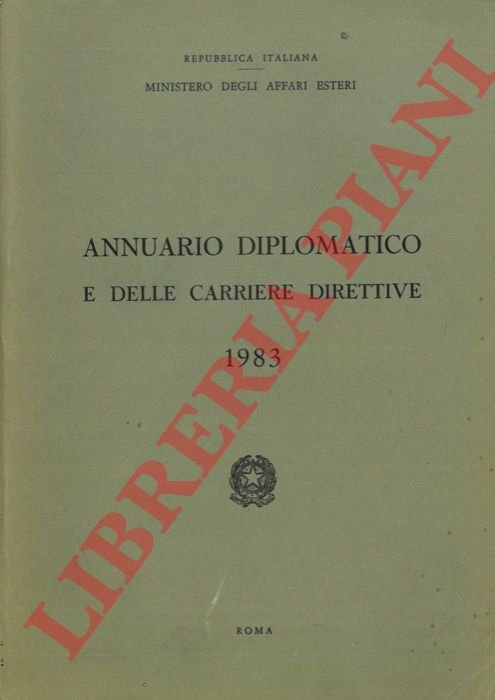 REPUBBLICA ITALIANA
MINISTERO DEGLI AFFARI ESTERI
ANNUARIO DIPLOMATICO
E DELLE CARRIERE DIRETTIVE
1983
ROMA
LIBRERIA PIANI